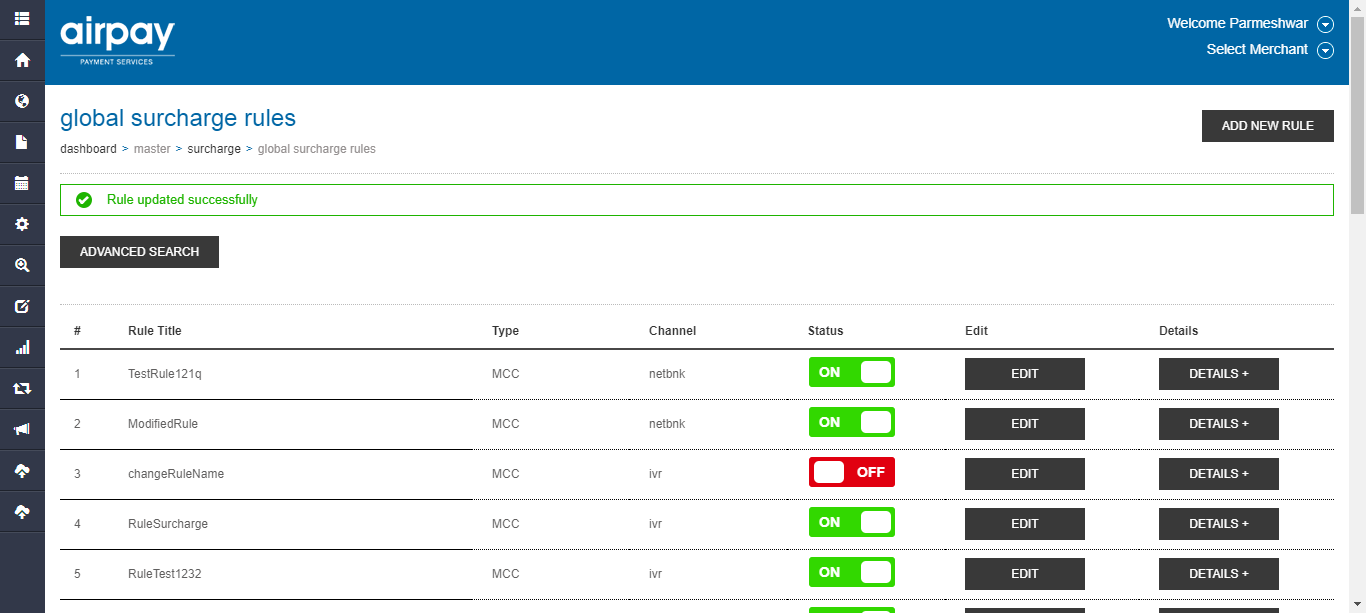 airpay
PAYMENT SERVICES
Welcome Parmeshwar
Select Merchant
global surcharge rules
ADD NEW RULE
dashboard > master > surcharge > global surcharge rules
Rule updated successfully
ADVANCED SEARCH
# Rule Title Type Channel Status Edit Details
1 TestRule121q MCC netbnk ON EDIT DETAILS +
2 ModifiedRule MCC netbnk ON EDIT DETAILS +
3 changeRuleName MCC ivr OFF EDIT DETAILS +
4 RuleSurcharge MCC ivr ON EDIT DETAILS +
5 RuleTest1232 MCC ivr ON EDIT DETAILS +